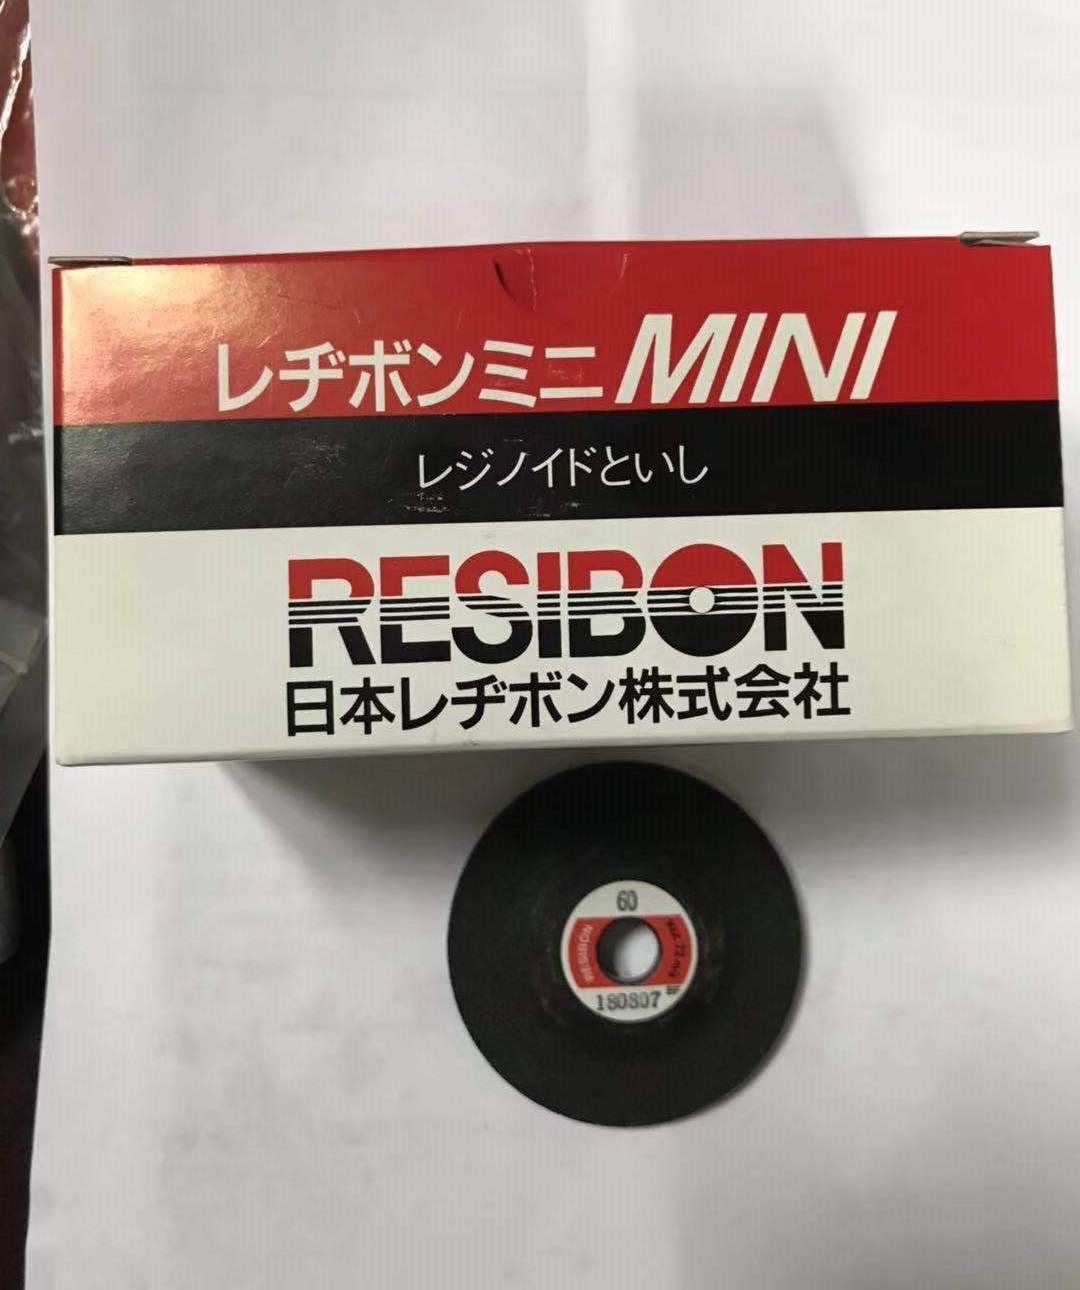 レヂボンミニ MINI
レジノイドといし
RESIBON
日本レヂボン株式会社
60
RESIBON
180807